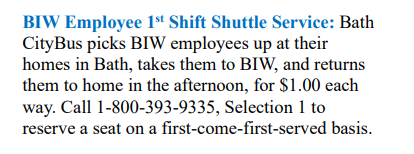 BIW Employee 1st Shift Shuttle Service: Bath
CityBus picks BIW employees up at their
homes in Bath, takes them to BIW, and returns
them to home in the afternoon, for $1.00 each
way. Call 1-800-393-9335, Selection 1 to
reserve a seat on a first-come-first-served basis.